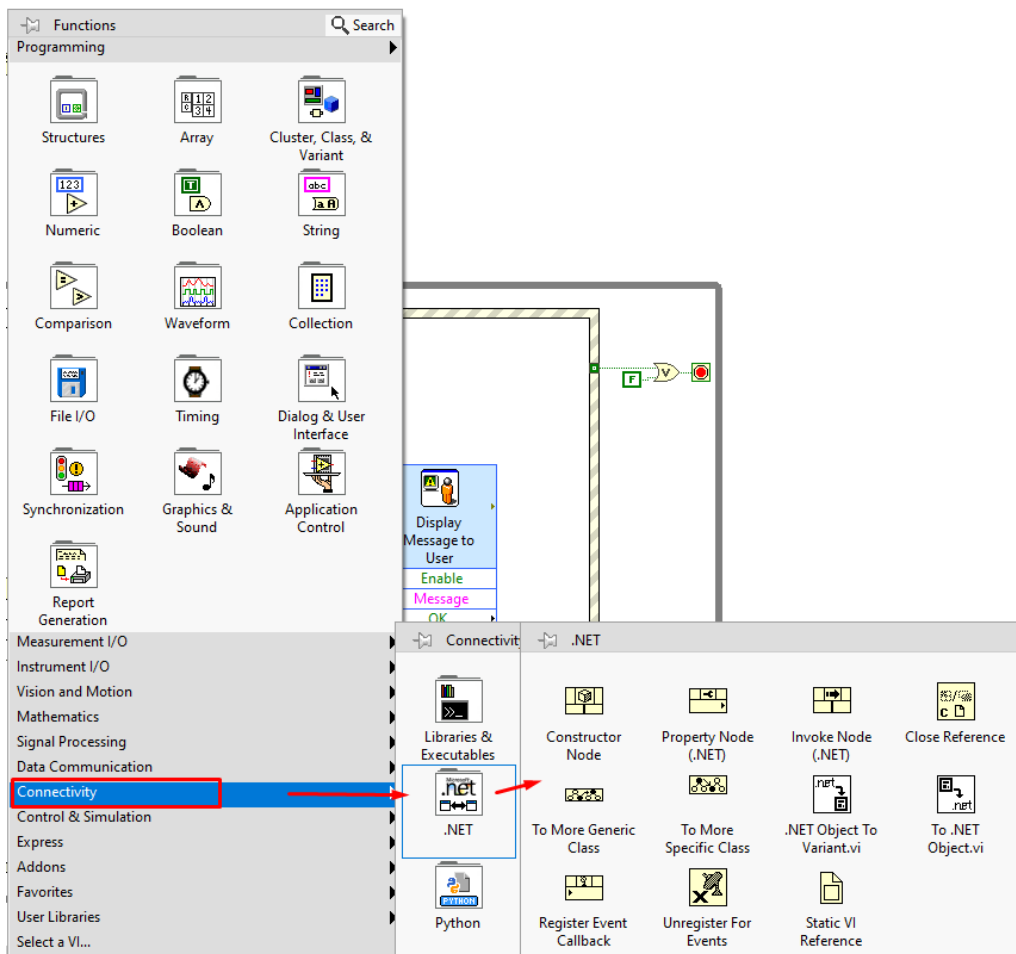 Functions
Search
Programming
Structures
Array
Cluster, Class, &
Variant
Numeric
Boolean
String
Comparison
Waveform
Collection
File I/O
Timing
Dialog & User
Interface
Synchronization
Graphics &
Sound
Application
Control
Report
Generation
Measurement I/O
Instrument I/O
Vision and Motion
Mathematics
Signal Processing
Data Communication
Connectivity
Control & Simulation
Express
Addons
Favorites
User Libraries
Select a VI...
F
V
Display
Message to
User
Enable
Message
OK
Connectivit
Libraries &
Executables
.net
.NET
PYTHON
Python
.NET
Constructor
Node
Property Node
(.NET)
Invoke Node
(.NET)
Close Reference
To More Generic
Class
To More
Specific Class
.NET Object To
Variant.vi
To .NET
Object.vi
Register Event
Callback
Unregister For
Events
Static VI
Reference